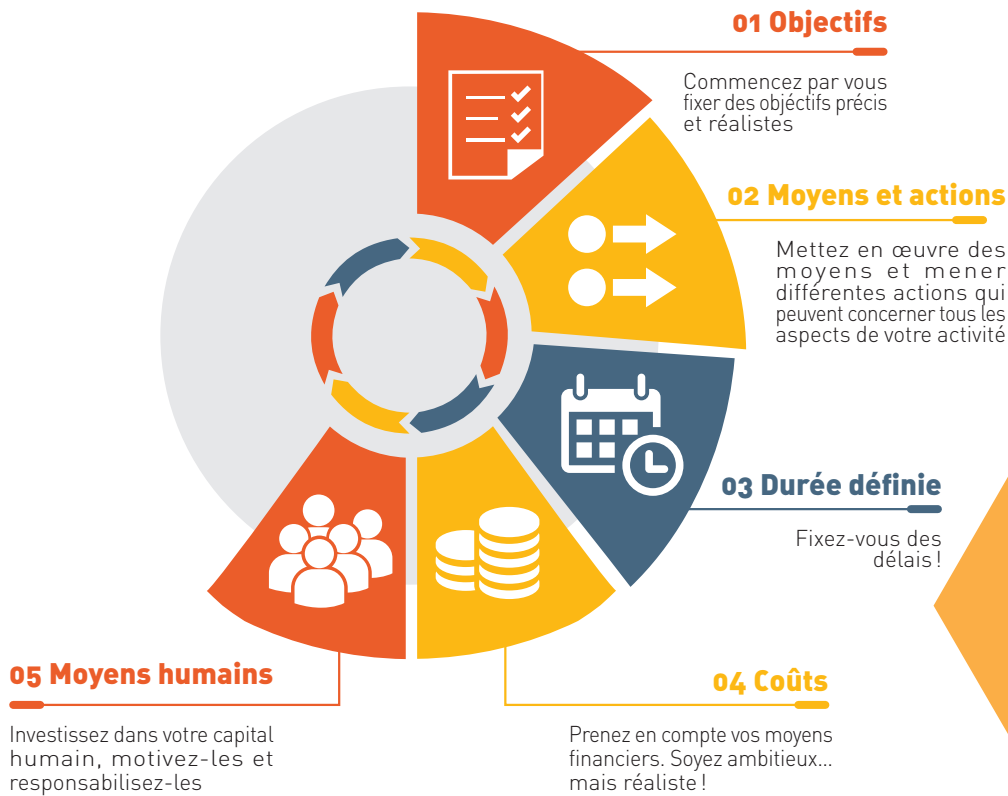 01 Objectifs
Commencez par vous
fixer des objéctifs précis
et réalistes
02 Moyens et actions
Mettez en œuvre des
moyens et mener
différentes actions qui
peuvent concerner tous les
aspects de votre activité
03 Durée définie
Fixez-vous des
délais !
04 Coûts
Prenez en compte vos moyens
financiers. Soyez ambitieux...
mais réaliste !
05 Moyens humains
Investissez dans votre capital
humain, motivez-les et
responsabilisez-les